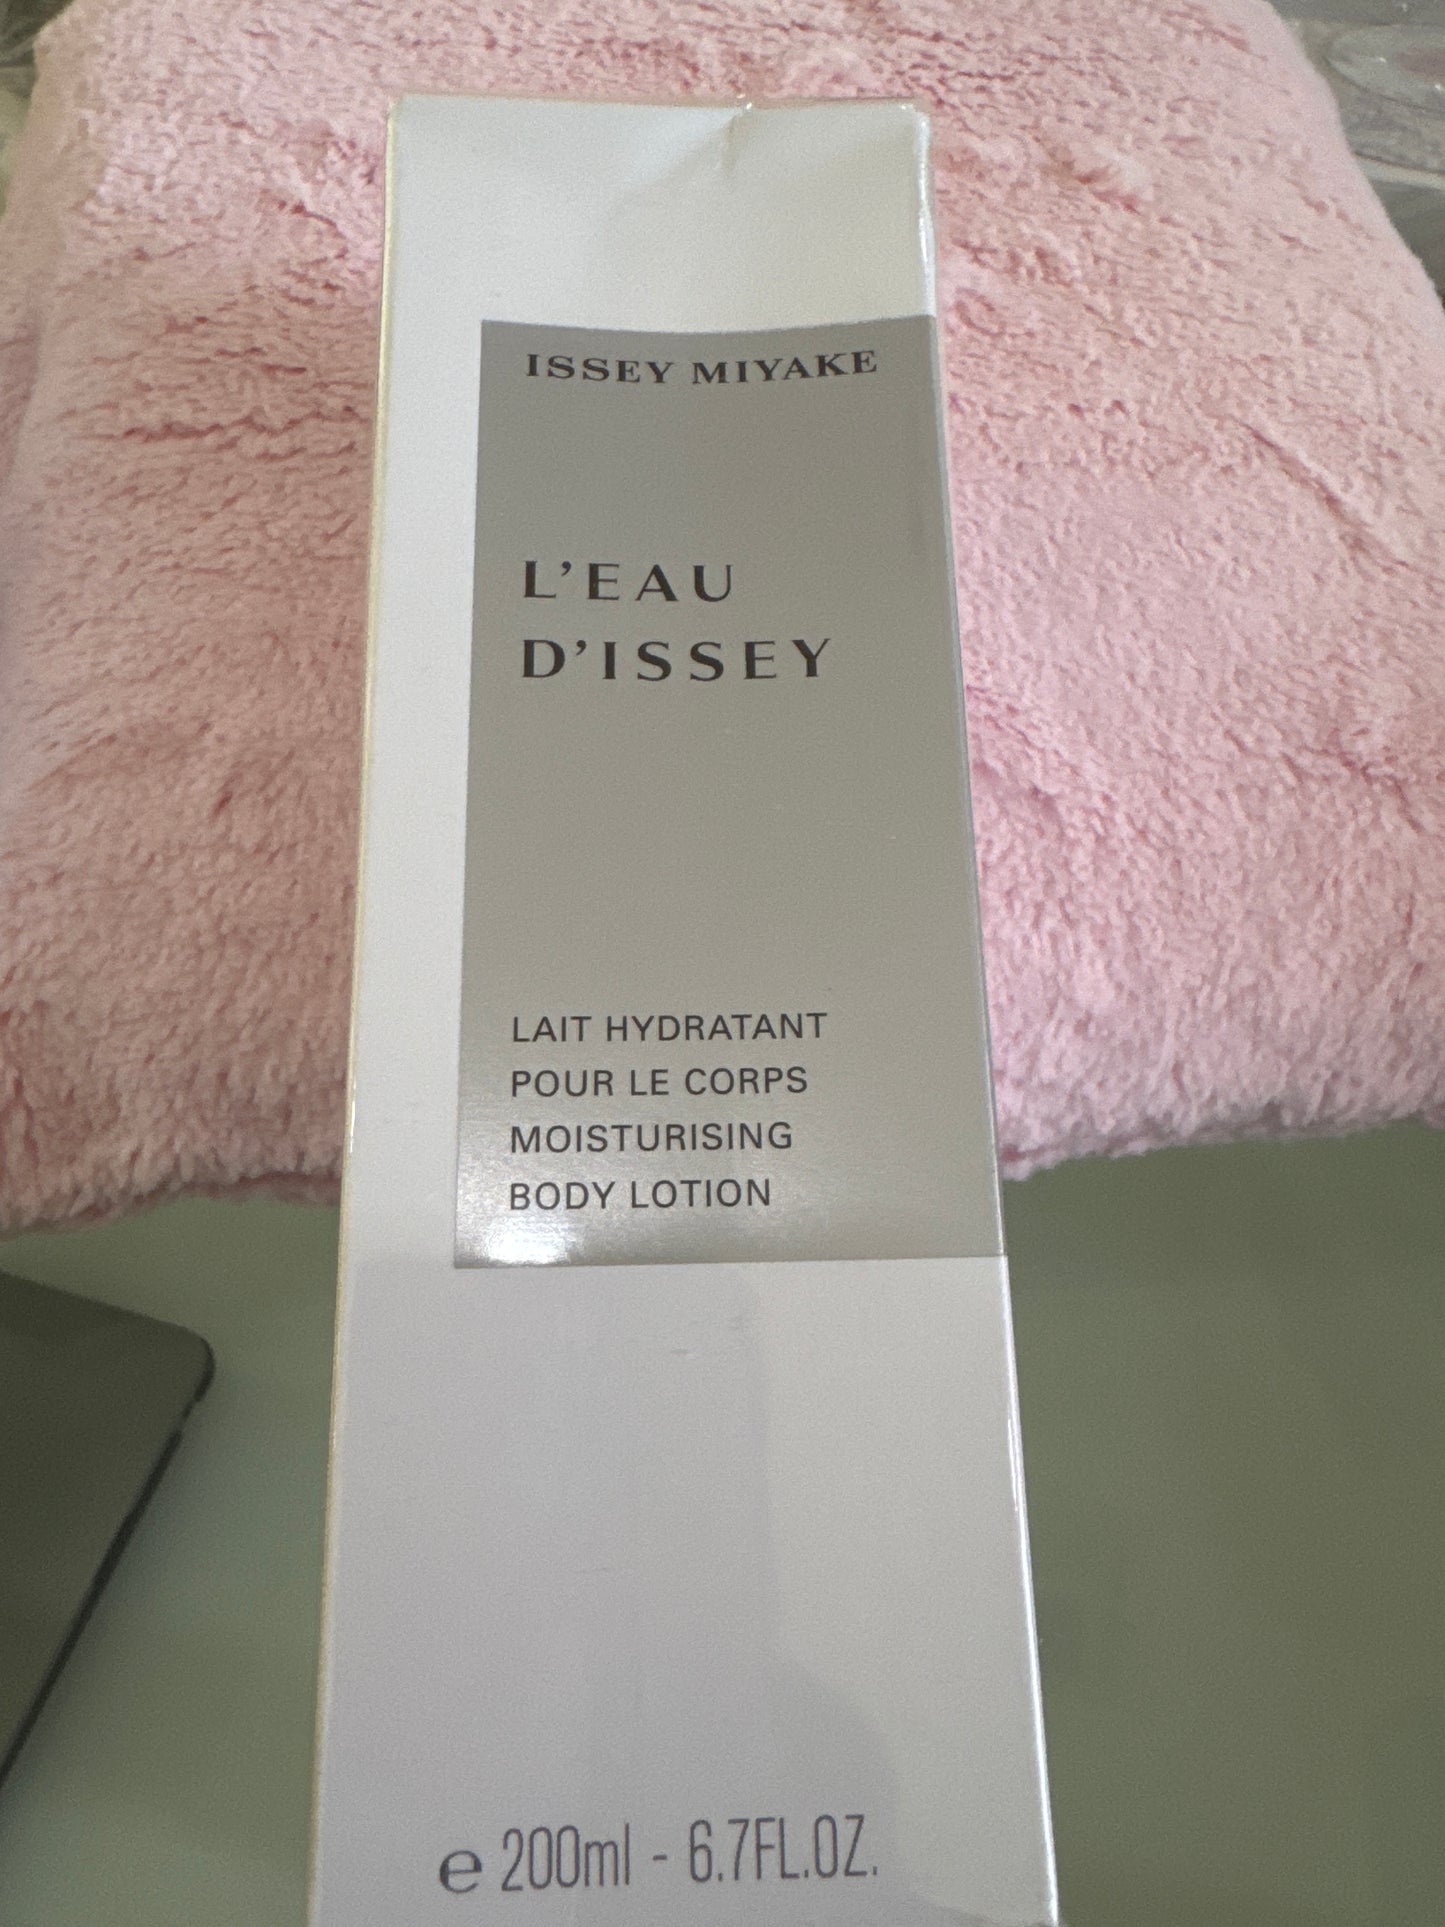 ISSEY MIYAKE
L’EAU
D’ISSEY
LAIT HYDRATANT
POUR LE CORPS
MOISTURISING
BODY LOTION
℮ 200ml - 6.7FL.OZ.